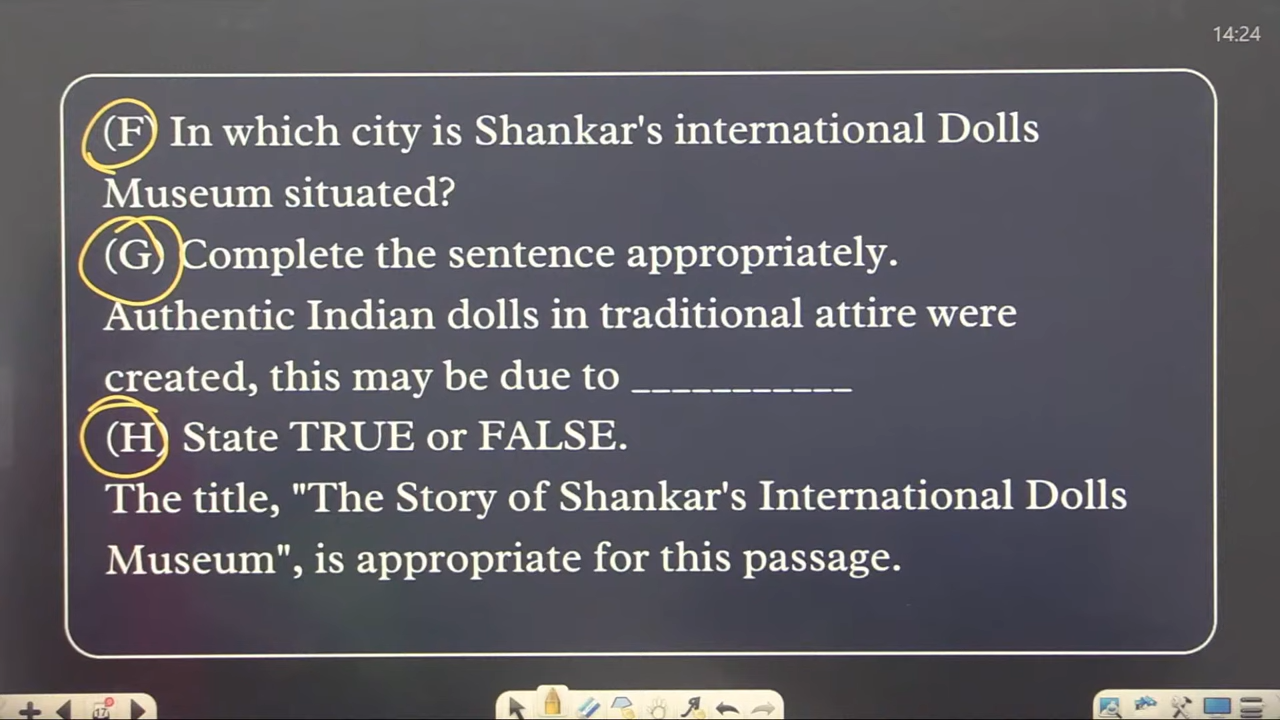 14:24
(F) In which city is Shankar's international Dolls
Museum situated?
(G) Complete the sentence appropriately.
Authentic Indian dolls in traditional attire were
created, this may be due to ___________
(H) State TRUE or FALSE.
The title, "The Story of Shankar's International Dolls
Museum", is appropriate for this passage.
17